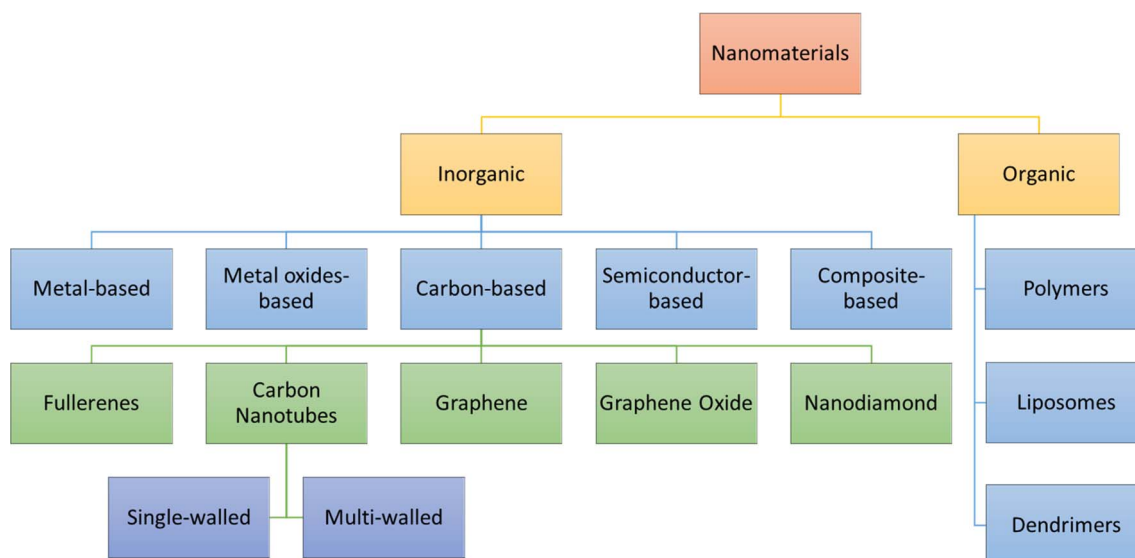 Nanomaterials
Inorganic
Organic
Metal-based
Metal oxides-
based
Carbon-based
Semiconductor-
based
Composite-
based
Polymers
Fullerenes
Carbon
Nanotubes
Graphene
Graphene Oxide
Nanodiamond
Liposomes
Single-walled
Multi-walled
Dendrimers